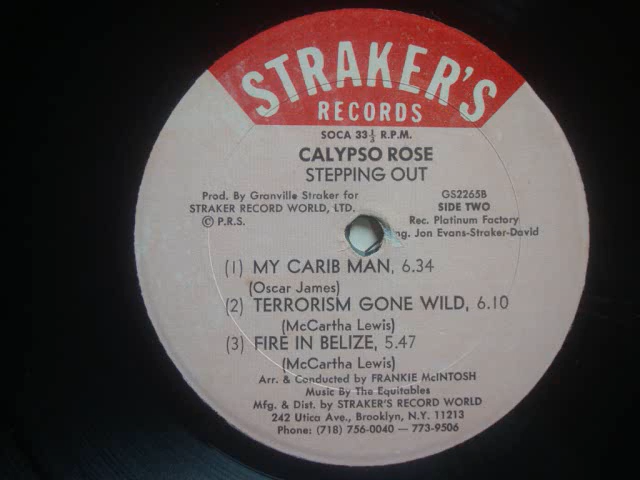 STRAKER'S
RECORDS
SOCA 33⅓ R.P.M.
CALYPSO ROSE
STEPPING OUT
Prod. By Granville Straker for
STRAKER RECORD WORLD, LTD.
© P.R.S.
GS2265B
SIDE TWO
Rec. Platinum Factory
ng. Jon Evans-Straker-David
(1) MY CARIB MAN, 6.34
(Oscar James)
(2) TERRORISM GONE WILD, 6.10
(McCartha Lewis)
(3) FIRE IN BELIZE, 5.47
(McCartha Lewis)
Arr. & Conducted by FRANKIE McINTOSH
Music By The Equitables
Mfg. & Dist. by STRAKER'S RECORD WORLD
242 Utica Ave., Brooklyn, N.Y. 11213
Phone: (718) 756-0040 — 773-9506